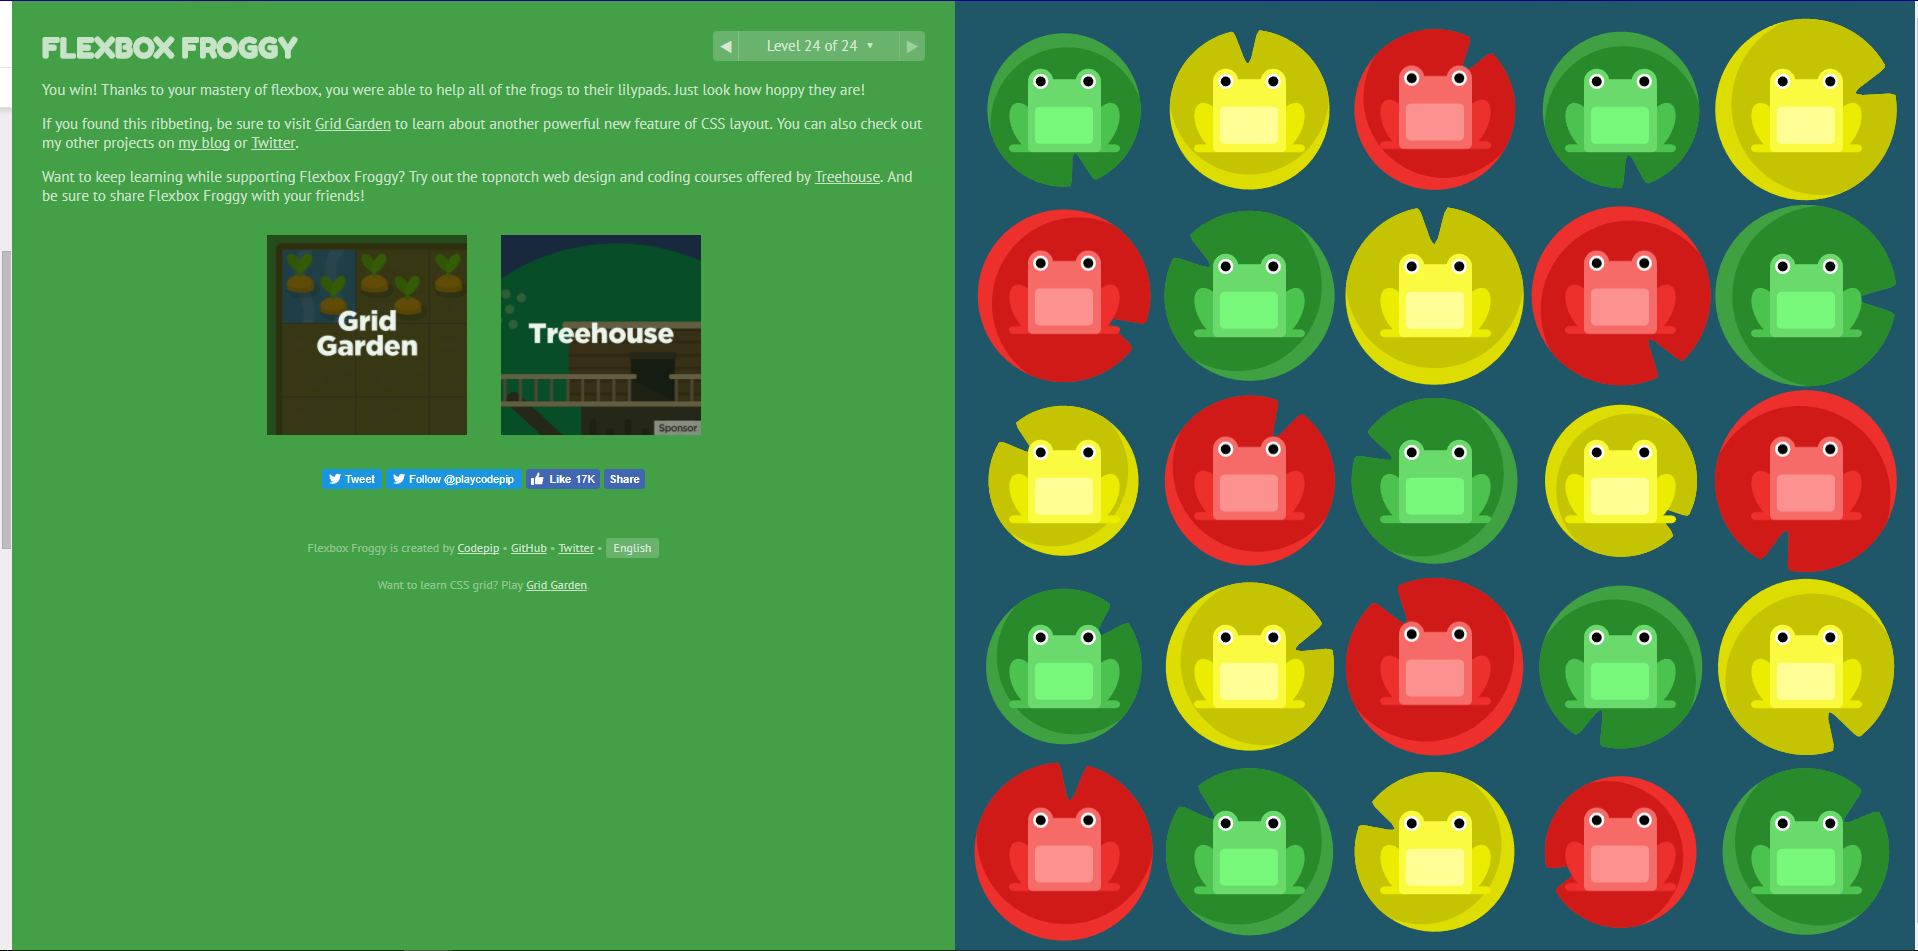 FLEXBOX FROGGY
◀ Level 24 of 24 ▼ ▶
You win! Thanks to your mastery of flexbox, you were able to help all of the frogs to their lilypads. Just look how hoppy they are!
If you found this ribbeting, be sure to visit Grid Garden to learn about another powerful new feature of CSS layout. You can also check out
my other projects on my blog or Twitter.
Want to keep learning while supporting Flexbox Froggy? Try out the topnotch web design and coding courses offered by Treehouse. And
be sure to share Flexbox Froggy with your friends!
Grid
Garden
Treehouse
Sponsor
Tweet Follow @playcodepip Like 17K Share
Flexbox Froggy is created by Codepip • GitHub • Twitter • English
Want to learn CSS grid? Play Grid Garden.